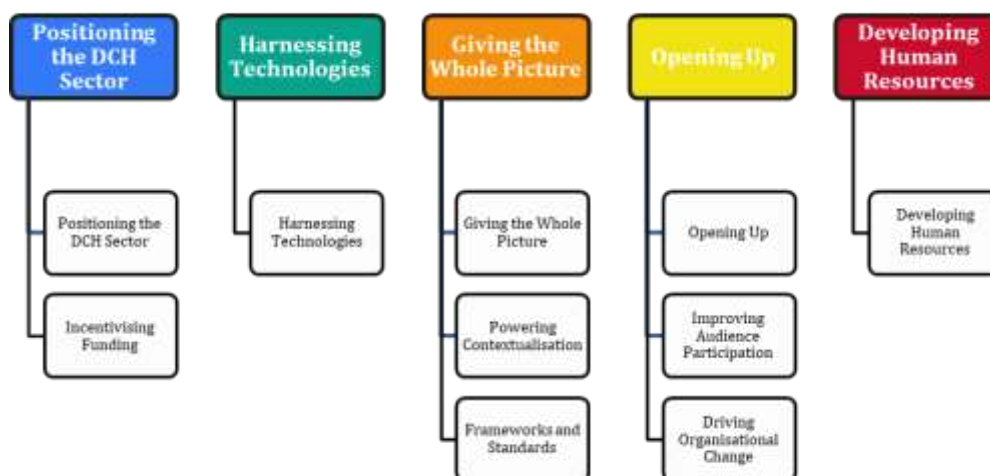 Positioning
the DCH
Sector
Harnessing
Technologies
Giving the
Whole Picture
Opening Up
Developing
Human
Resources
Positioning the
DCH Sector
Incentivising
Funding
Harnessing
Technologies
Giving the Whole
Picture
Powering
Contextualisation
Frameworks and
Standards
Opening Up
Improving
Audience
Participation
Driving
Organisational
Change
Developing
Human
Resources